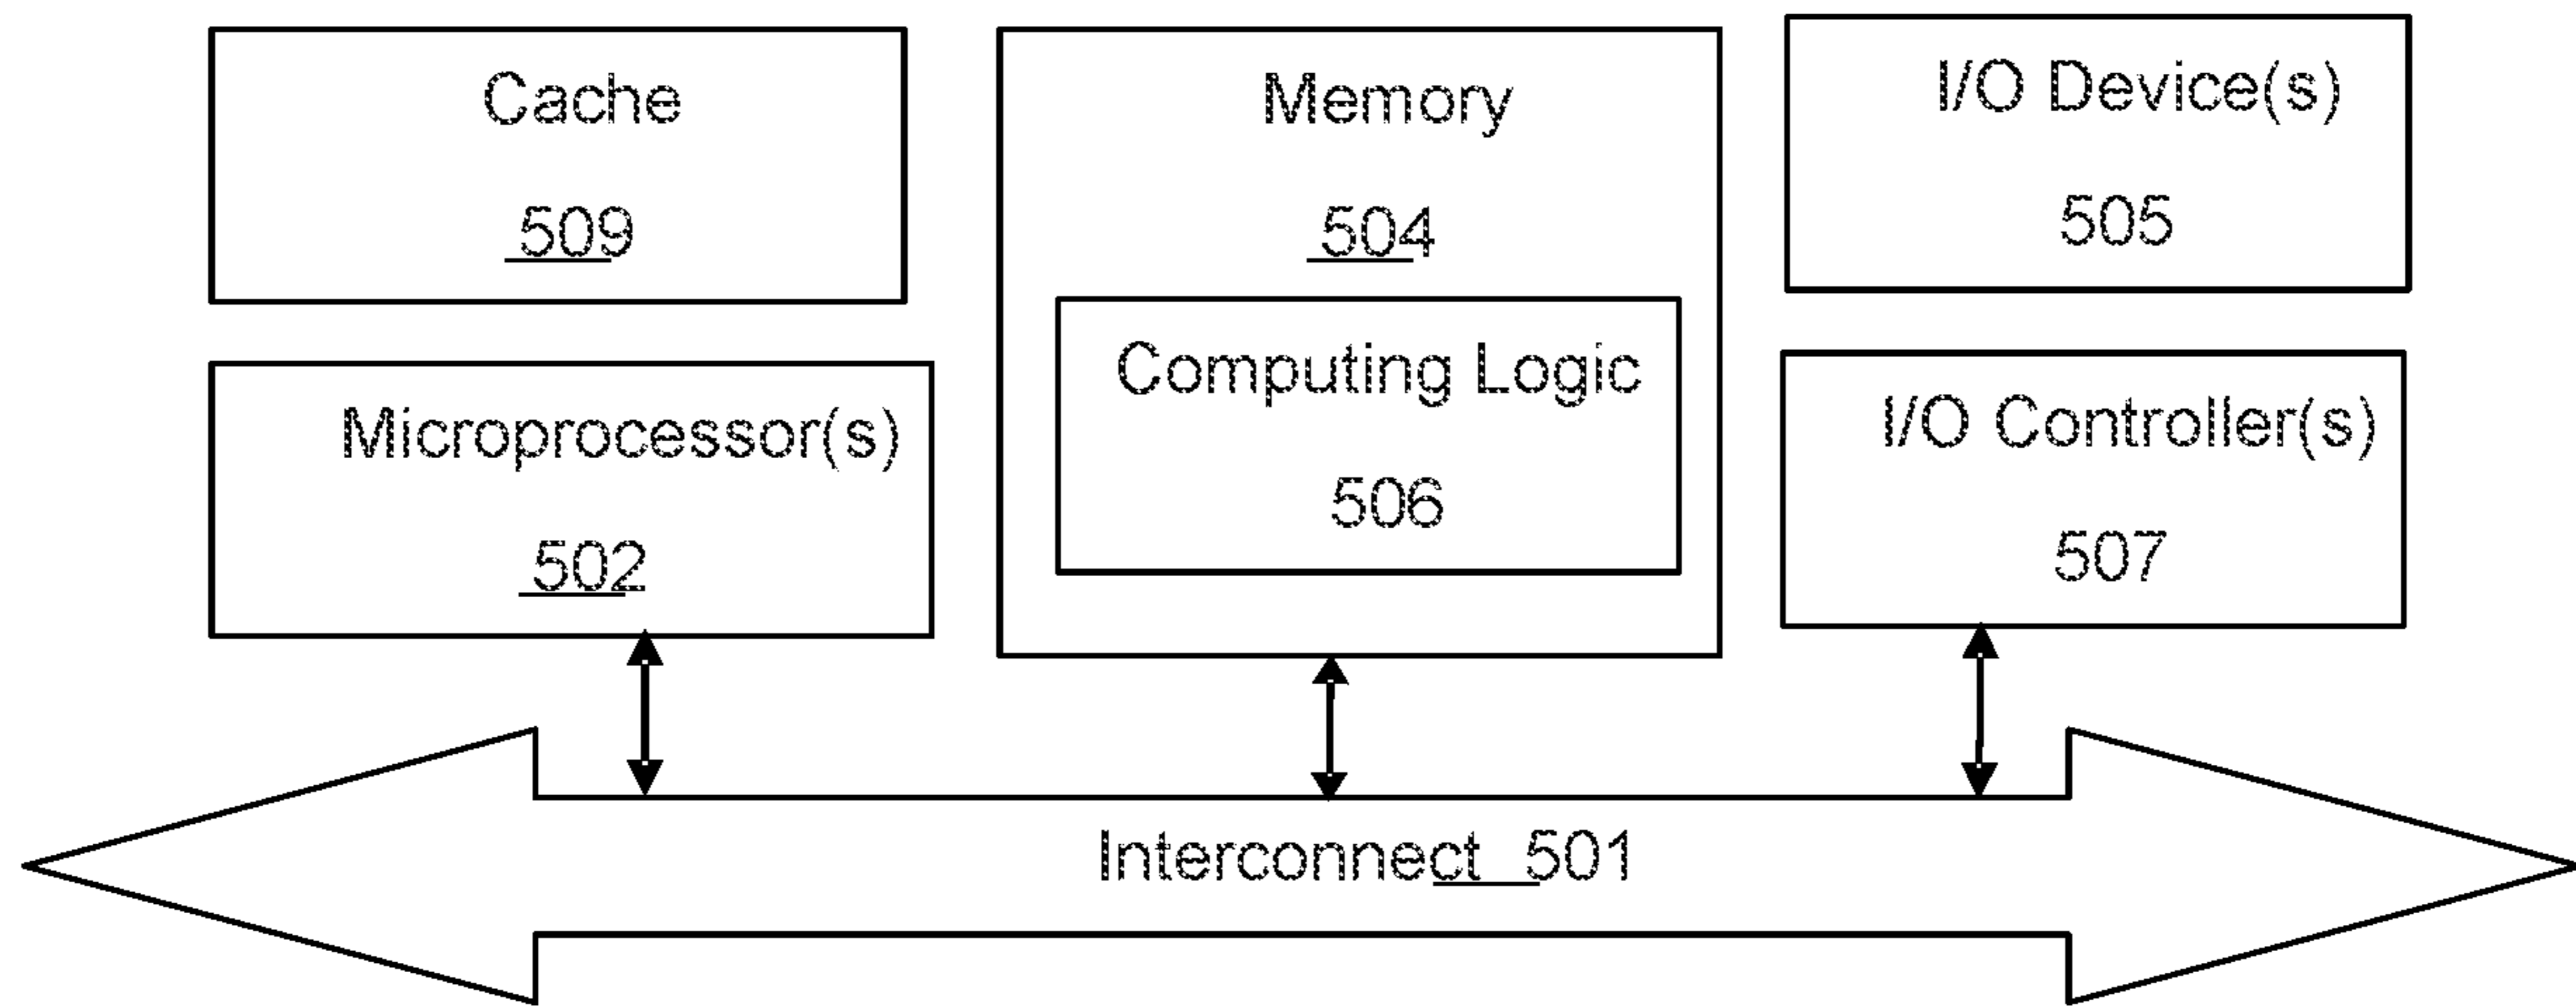 Cache
509
Memory
504
I/O Device(s)
505
Computing Logic
506
Microprocessor(s)
502
I/O Controller(s)
507
Interconnect 501